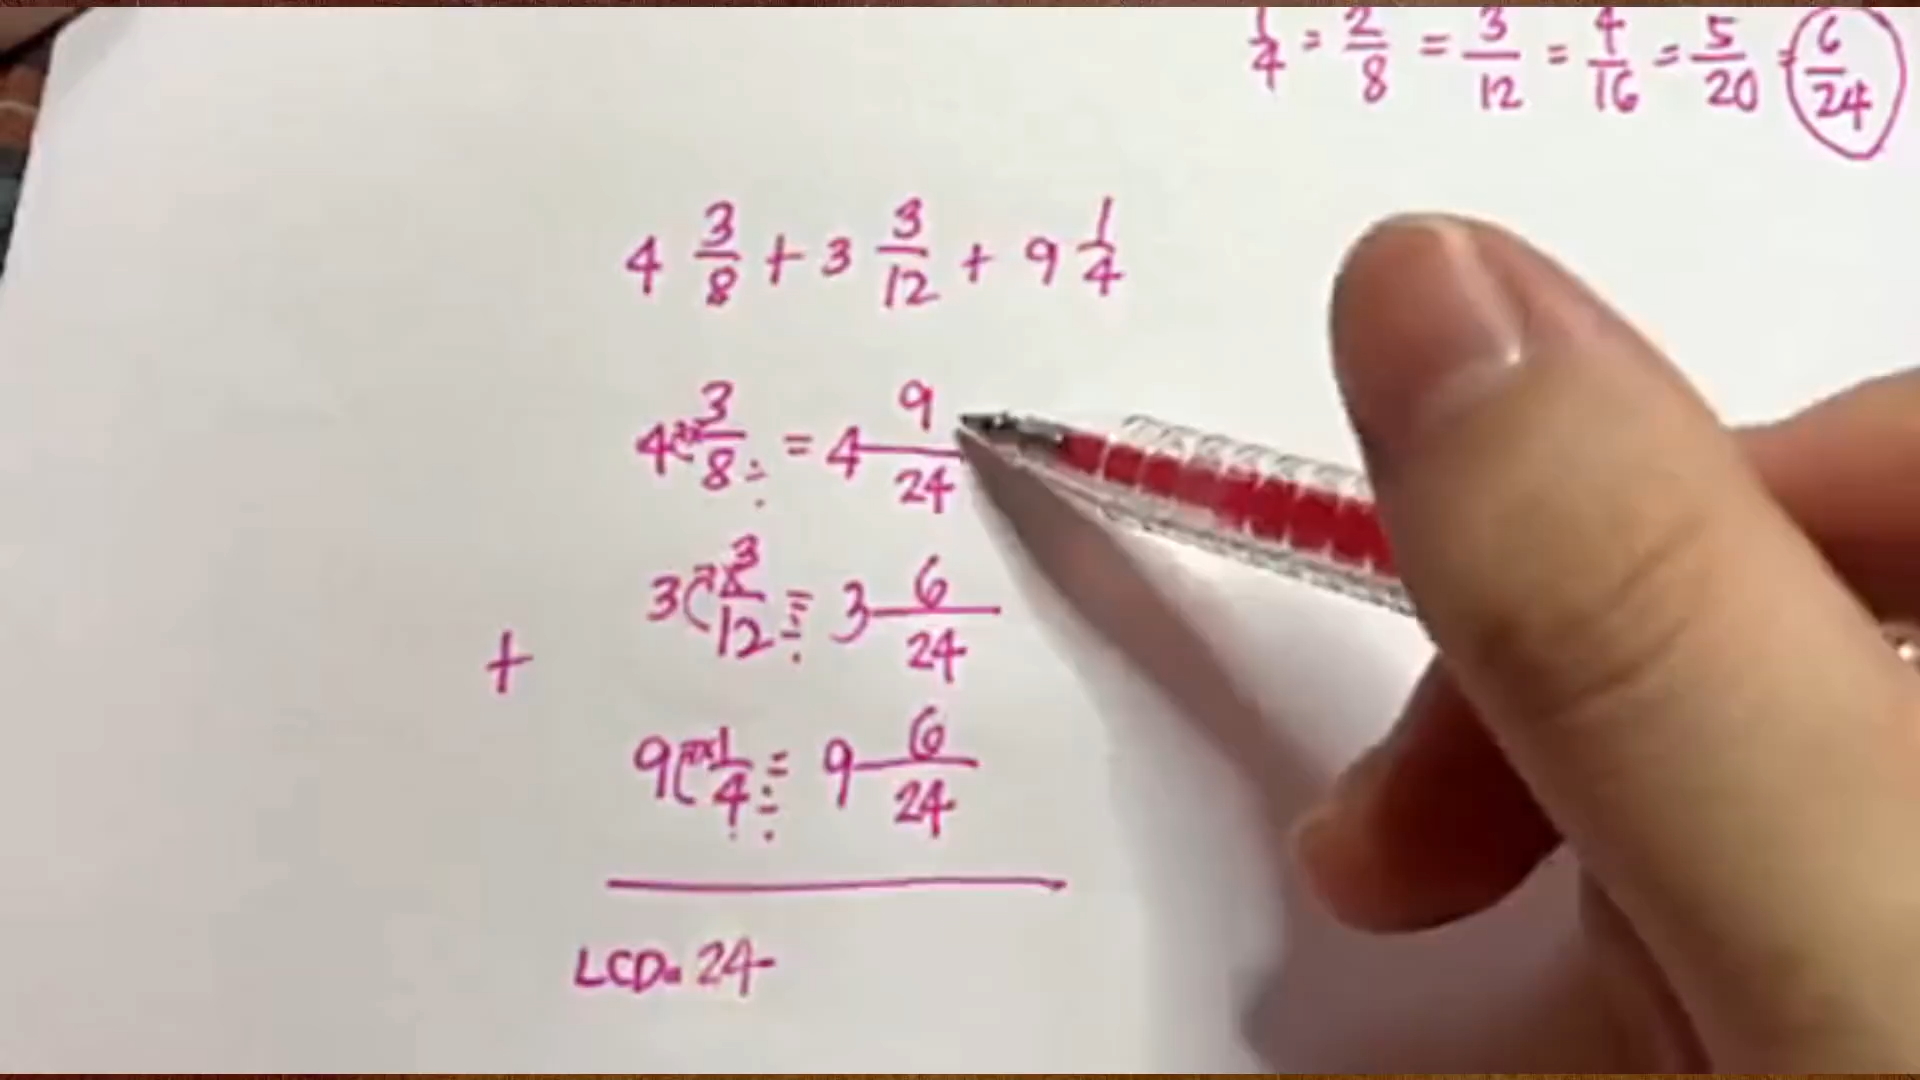 1/4 = 2/8 = 3/12 = 4/16 = 5/20 = 6/24
4 3/8 + 3 3/12 + 9 1/4
4 3/8 ÷ = 4 9/24
3 3/12 ÷ = 3 6/24
+
9 1/4 ÷ = 9 6/24
LCD = 24